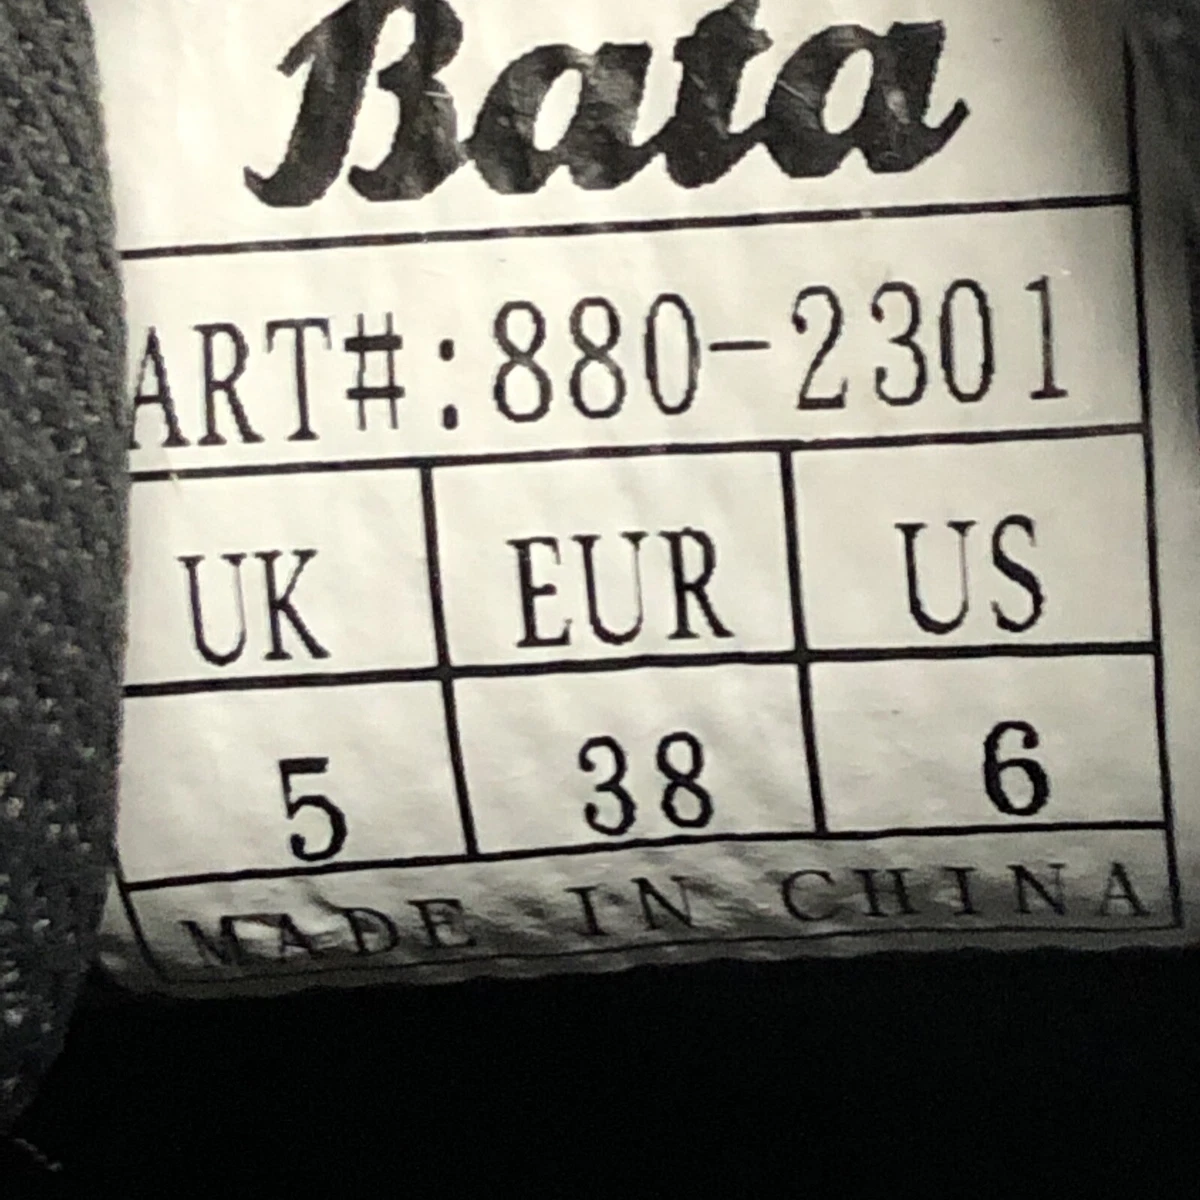 Bata
ART#:880-2301
UK EUR US
5 38 6
MADE IN CHINA